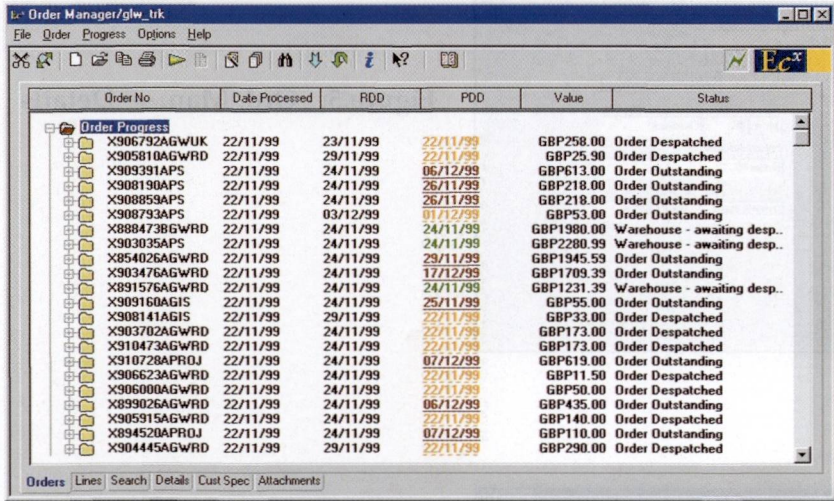 Ecx Order Manager/glw_trk
File Order Progress Options Help
Ecx
Order No Date Processed RDD PDD Value Status
Order Progress
X906792AGWUK 22/11/99 23/11/99 22/11/99 GBP258.00 Order Despatched
X905810AGWRD 22/11/99 29/11/99 22/11/99 GBP25.90 Order Despatched
X909391APS 22/11/99 24/11/99 06/12/99 GBP613.00 Order Outstanding
X908190APS 22/11/99 24/11/99 26/11/99 GBP218.00 Order Outstanding
X908859APS 22/11/99 24/11/99 26/11/99 GBP218.00 Order Outstanding
X908793APS 22/11/99 03/12/99 01/12/99 GBP53.00 Order Outstanding
X888473BGWRD 22/11/99 24/11/99 24/11/99 GBP1980.00 Warehouse - awaiting desp..
X903035APS 22/11/99 24/11/99 24/11/99 GBP2280.99 Warehouse - awaiting desp..
X854026AGWRD 22/11/99 24/11/99 29/11/99 GBP1945.59 Order Outstanding
X903476AGWRD 22/11/99 24/11/99 17/12/99 GBP1709.39 Order Outstanding
X891576AGWRD 22/11/99 24/11/99 24/11/99 GBP1231.39 Warehouse - awaiting desp..
X909160AGIS 22/11/99 24/11/99 25/11/99 GBP55.00 Order Outstanding
X908141AGIS 22/11/99 29/11/99 22/11/99 GBP33.00 Order Despatched
X903702AGWRD 22/11/99 24/11/99 22/11/99 GBP173.00 Order Despatched
X910473AGWRD 22/11/99 24/11/99 22/11/99 GBP173.00 Order Despatched
X910728APROJ 22/11/99 24/11/99 07/12/99 GBP619.00 Order Outstanding
X906623AGWRD 22/11/99 24/11/99 22/11/99 GBP11.50 Order Despatched
X906000AGWRD 22/11/99 24/11/99 22/11/99 GBP50.00 Order Despatched
X899026AGWRD 22/11/99 24/11/99 06/12/99 GBP435.00 Order Outstanding
X905915AGWRD 22/11/99 24/11/99 22/11/99 GBP140.00 Order Despatched
X894520APROJ 22/11/99 24/11/99 07/12/99 GBP110.00 Order Outstanding
X904445AGWRD 22/11/99 29/11/99 22/11/99 GBP290.00 Order Despatched
Orders Lines Search Details Cust Spec Attachments